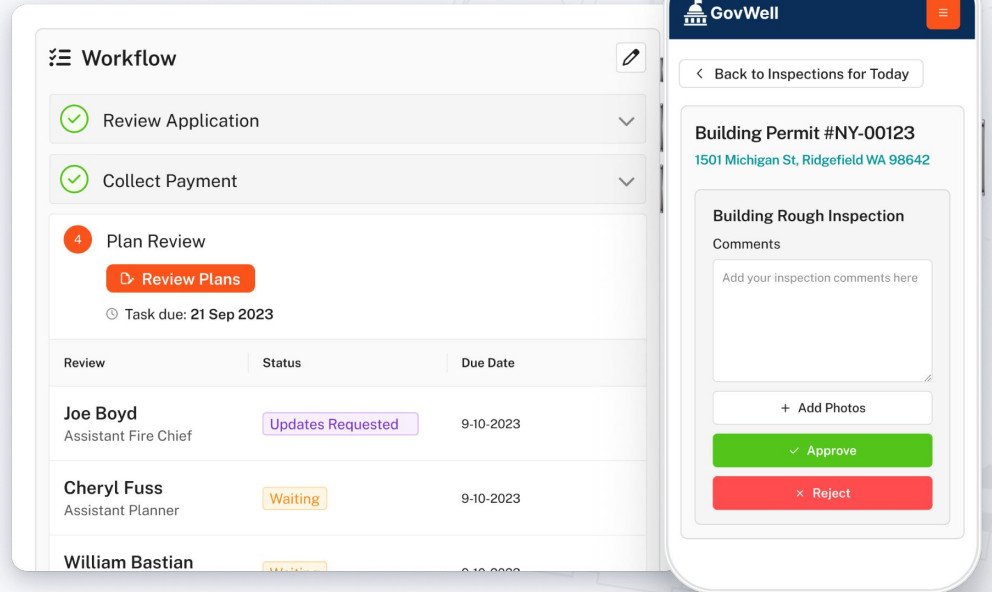 Workflow
Review Application
Collect Payment
4 Plan Review
Review Plans
Task due: 21 Sep 2023
Review Status Due Date
Joe Boyd
Assistant Fire Chief
Updates Requested
9-10-2023
Cheryl Fuss
Assistant Planner
Waiting
9-10-2023
William Bastian
GovWell
Back to Inspections for Today
Building Permit #NY-00123
1501 Michigan St, Ridgefield WA 98642
Building Rough Inspection
Comments
Add your inspection comments here
+ Add Photos
Approve
Reject